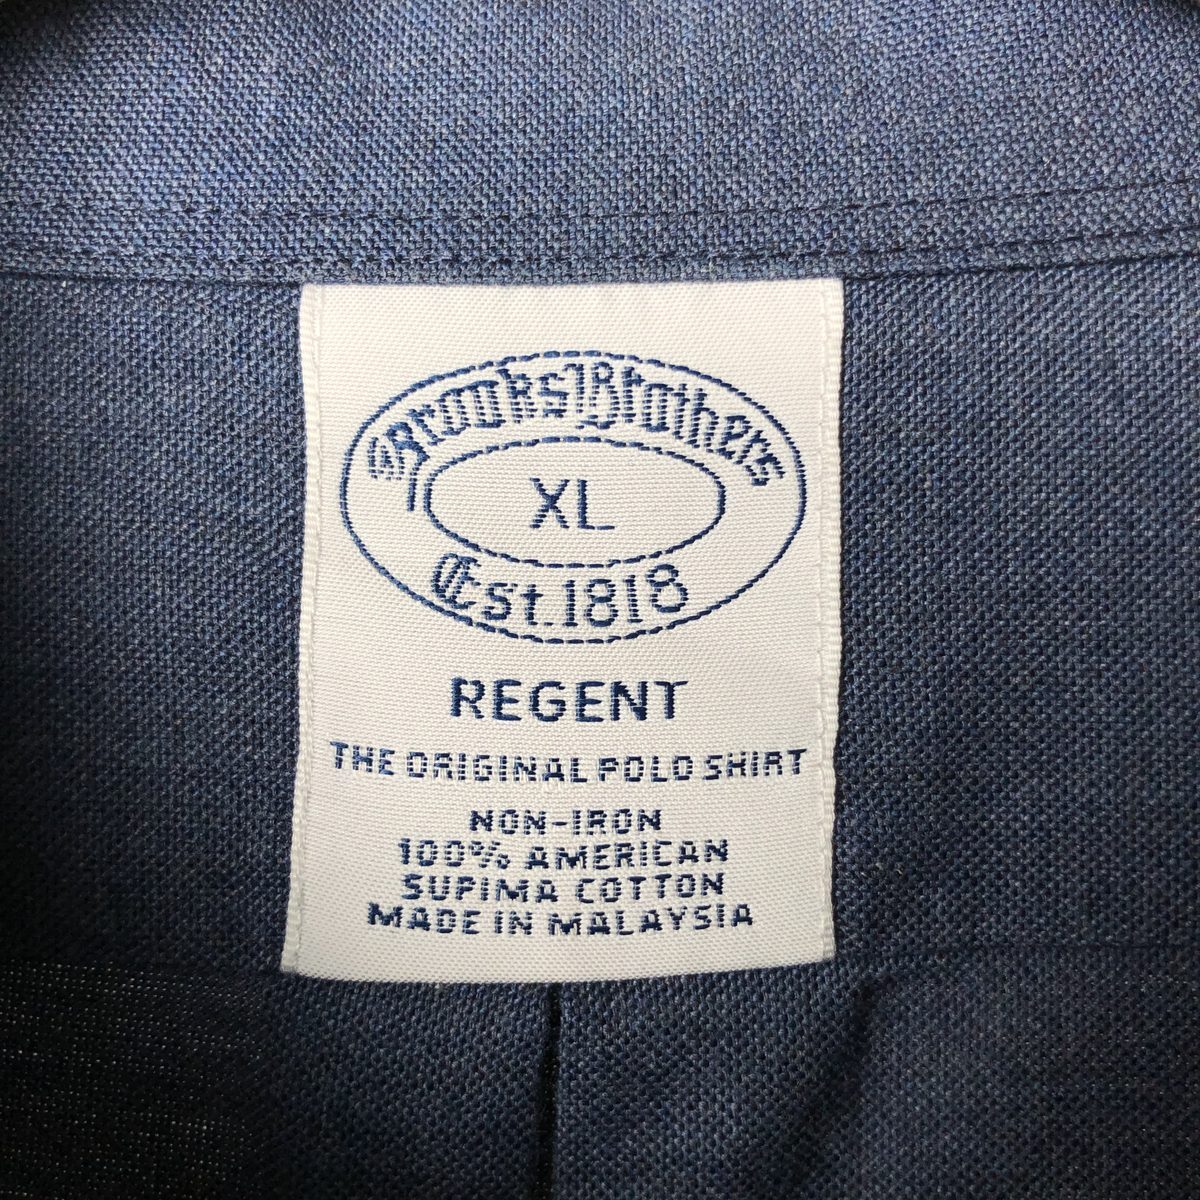 Brooks Brothers
XL
Est. 1818
REGENT
THE ORIGINAL POLO SHIRT
NON-IRON
100% AMERICAN
SUPIMA COTTON
MADE IN MALAYSIA